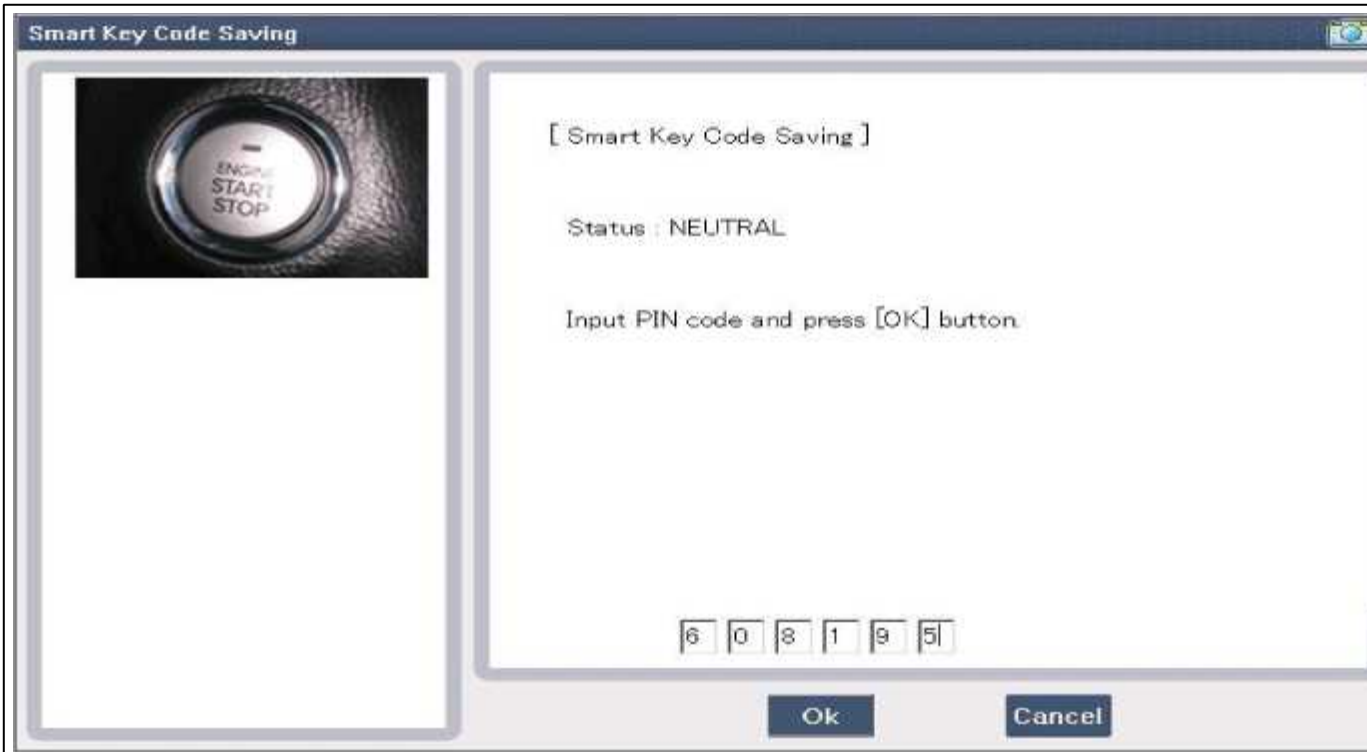 Smart Key Code Saving
ENGINE
START
STOP
[ Smart Key Code Saving ]
Status : NEUTRAL
Input PIN code and press [OK] button.
6 0 8 1 9 5
Ok
Cancel